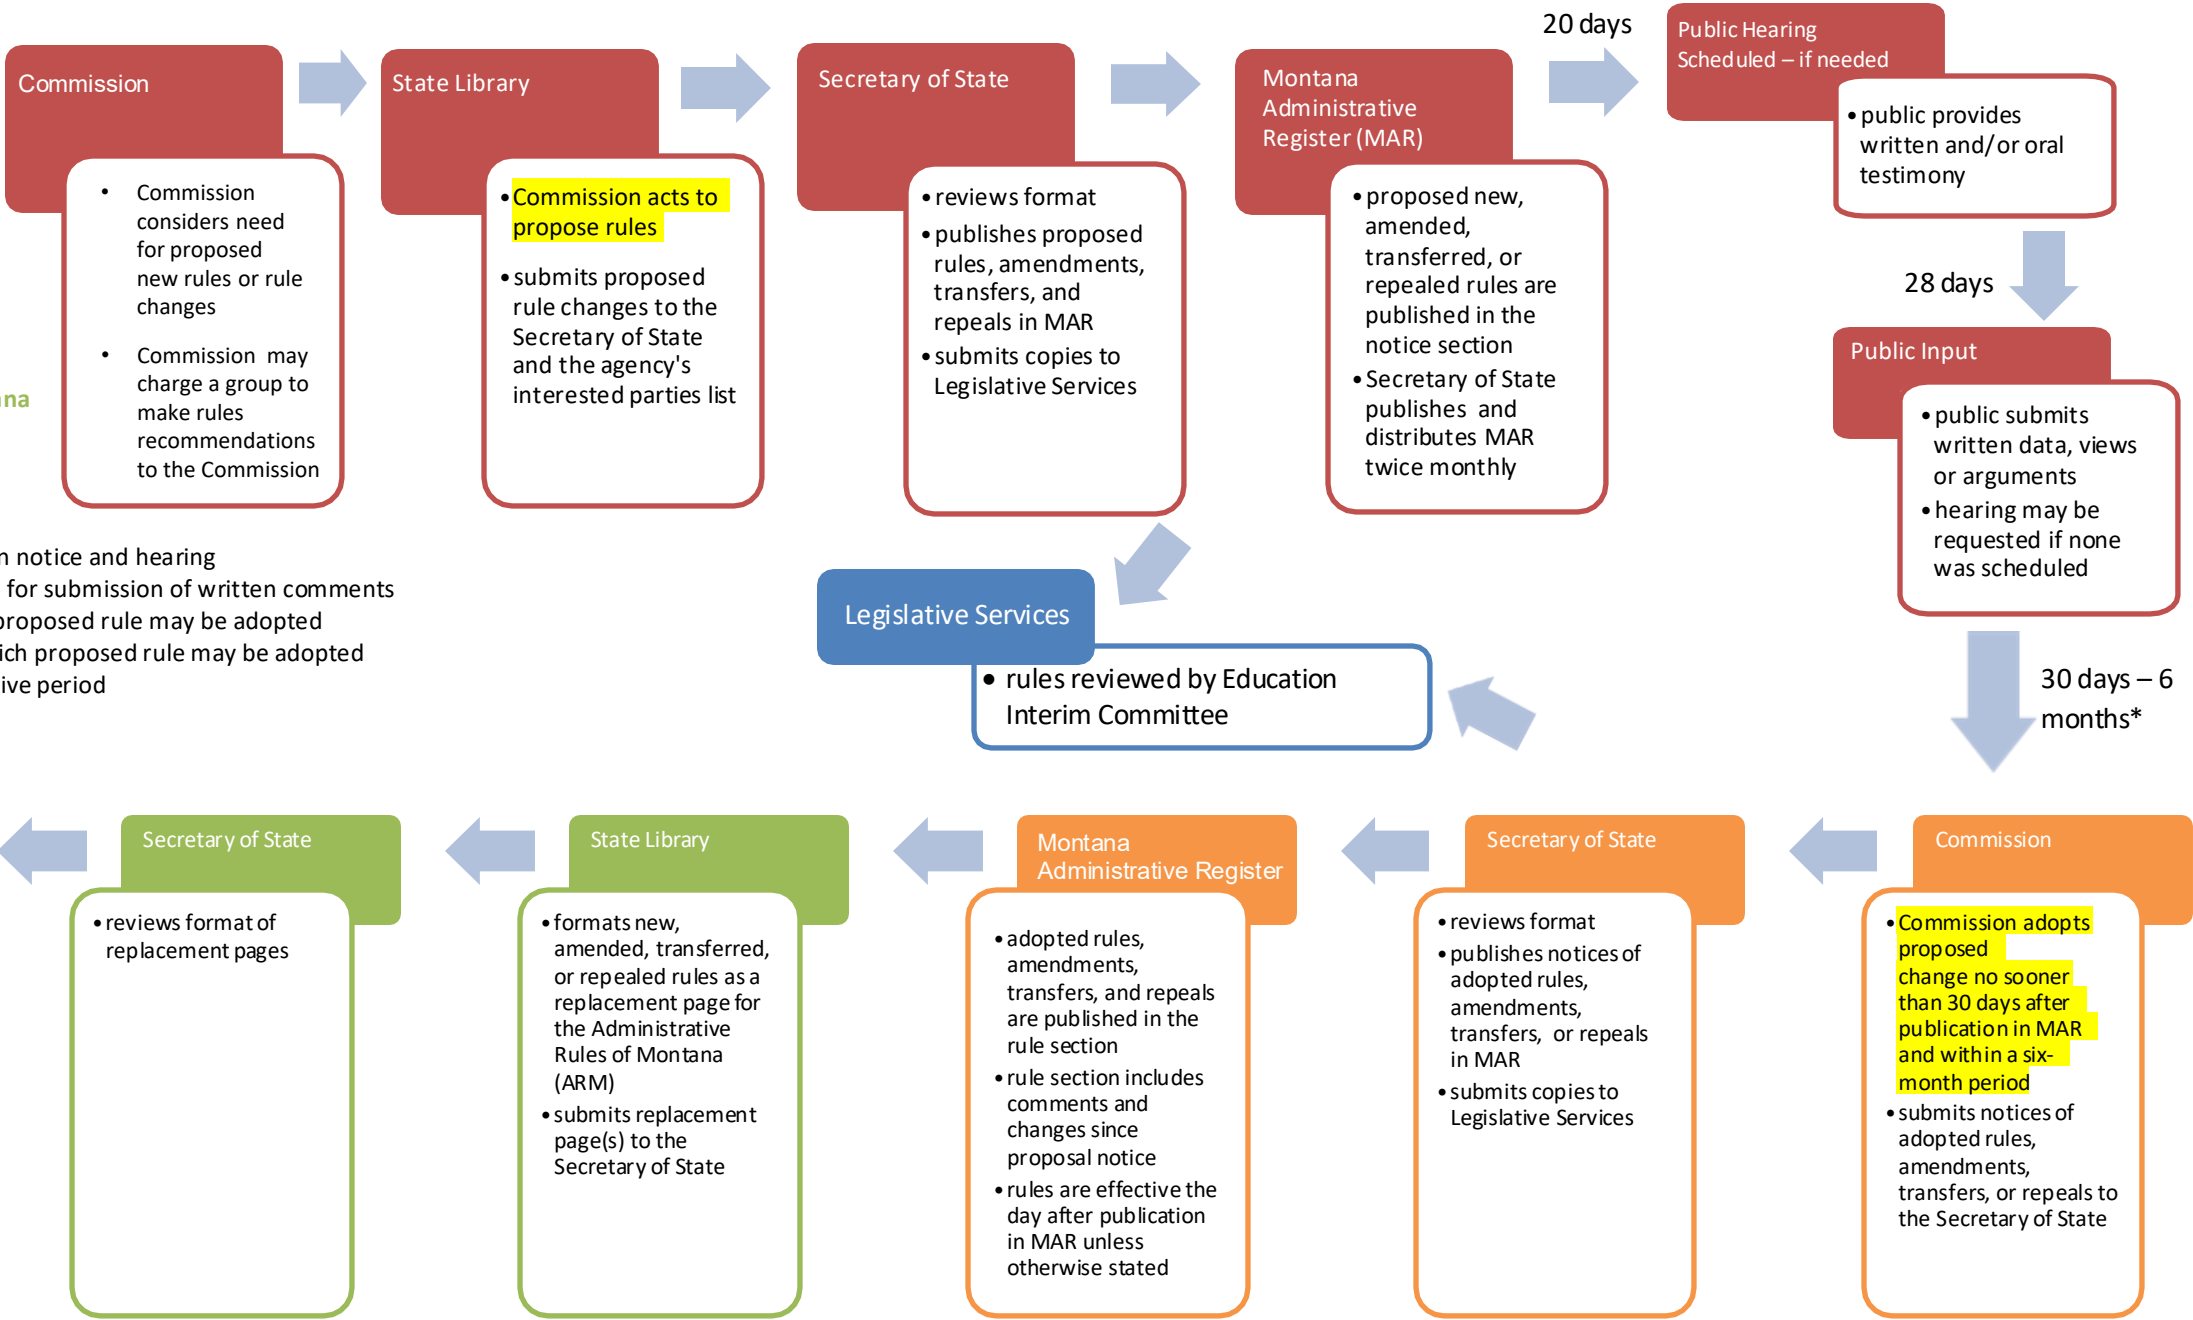 Commission
• Commission
considers need
for proposed
new rules or rule
changes
• Commission may
charge a group to
make rules
recommendations
to the Commission
State Library
• Commission acts to
propose rules
• submits proposed
rule changes to the
Secretary of State
and the agency's
interested parties list
Secretary of State
• reviews format
• publishes proposed
rules, amendments,
transfers, and
repeals in MAR
• submits copies to
Legislative Services
Montana
Administrative
Register (MAR)
• proposed new,
amended,
transferred, or
repealed rules are
published in the
notice section
• Secretary of State
publishes and
distributes MAR
twice monthly
20 days
Public Hearing
Scheduled – if needed
• public provides
written and/or oral
testimony
28 days
Public Input
• public submits
written data, views
or arguments
• hearing may be
requested if none
was scheduled
30 days – 6
months*
ana
n notice and hearing
for submission of written comments
proposed rule may be adopted
ich proposed rule may be adopted
ive period
Legislative Services
• rules reviewed by Education
Interim Committee
Commission
• Commission adopts
proposed
change no sooner
than 30 days after
publication in MAR
and within a six-
month period
• submits notices of
adopted rules,
amendments,
transfers, or repeals to
the Secretary of State
Secretary of State
• reviews format
• publishes notices of
adopted rules,
amendments,
transfers, or repeals
in MAR
• submits copies to
Legislative Services
Montana
Administrative Register
• adopted rules,
amendments,
transfers, and repeals
are published in the
rule section
• rule section includes
comments and
changes since
proposal notice
• rules are effective the
day after publication
in MAR unless
otherwise stated
State Library
• formats new,
amended, transferred,
or repealed rules as a
replacement page for
the Administrative
Rules of Montana
(ARM)
• submits replacement
page(s) to the
Secretary of State
Secretary of State
• reviews format of
replacement pages